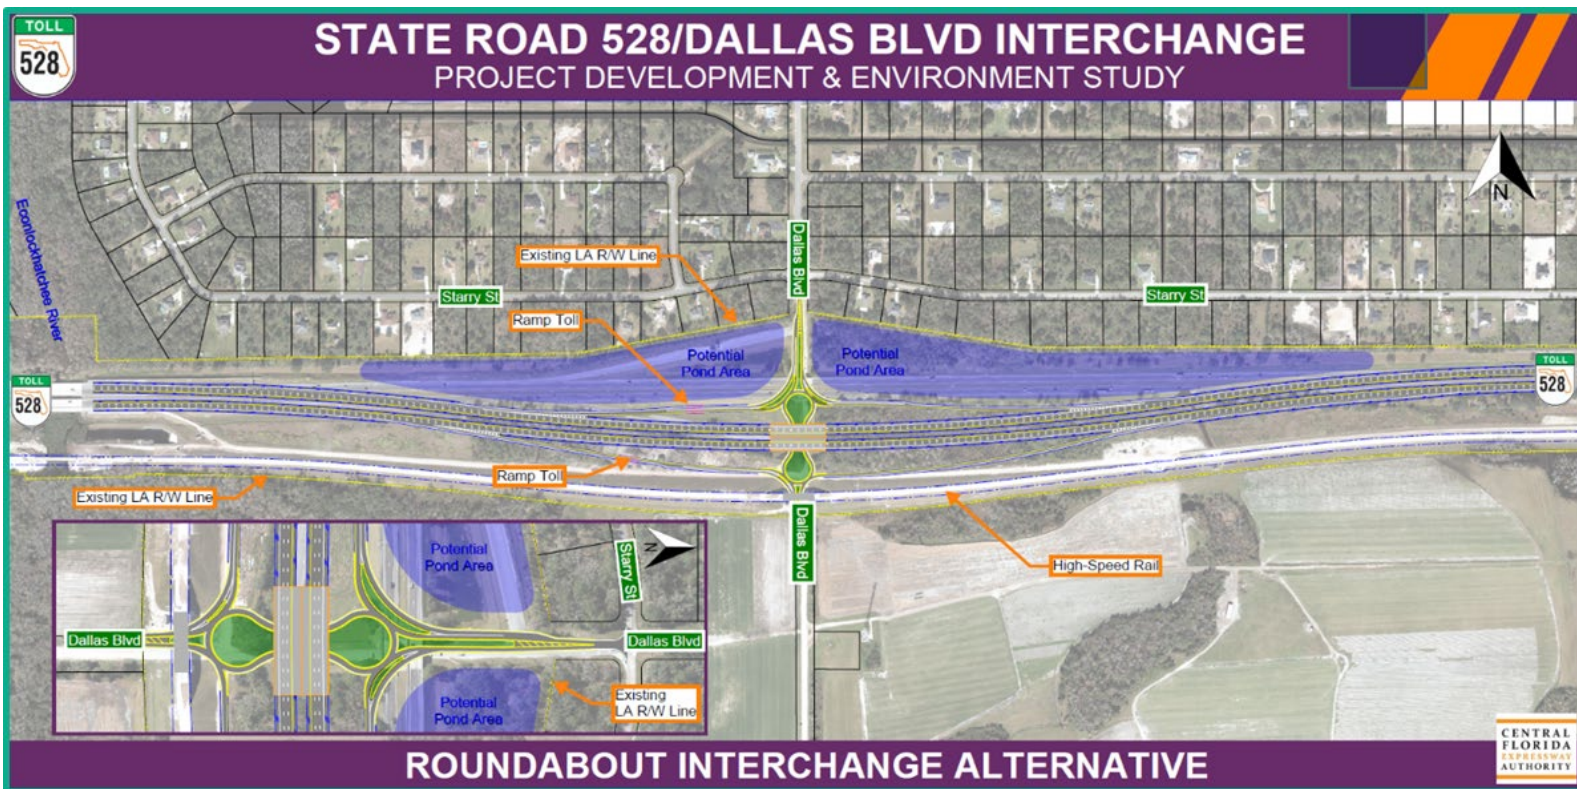 TOLL
528
STATE ROAD 528/DALLAS BLVD INTERCHANGE
PROJECT DEVELOPMENT & ENVIRONMENT STUDY
N
Econlockhatchee River
Dallas Blvd
Existing LA R/W Line
Starry St
Starry St
Ramp Toll
Potential
Pond Area
Potential
Pond Area
TOLL
528
TOLL
528
Ramp Toll
Existing LA R/W Line
Dallas Blvd
High-Speed Rail
Potential
Pond Area
Starry St
N
Dallas Blvd
Dallas Blvd
Potential
Pond Area
Existing
LA R/W Line
ROUNDABOUT INTERCHANGE ALTERNATIVE
CENTRAL
FLORIDA
EXPRESSWAY
AUTHORITY